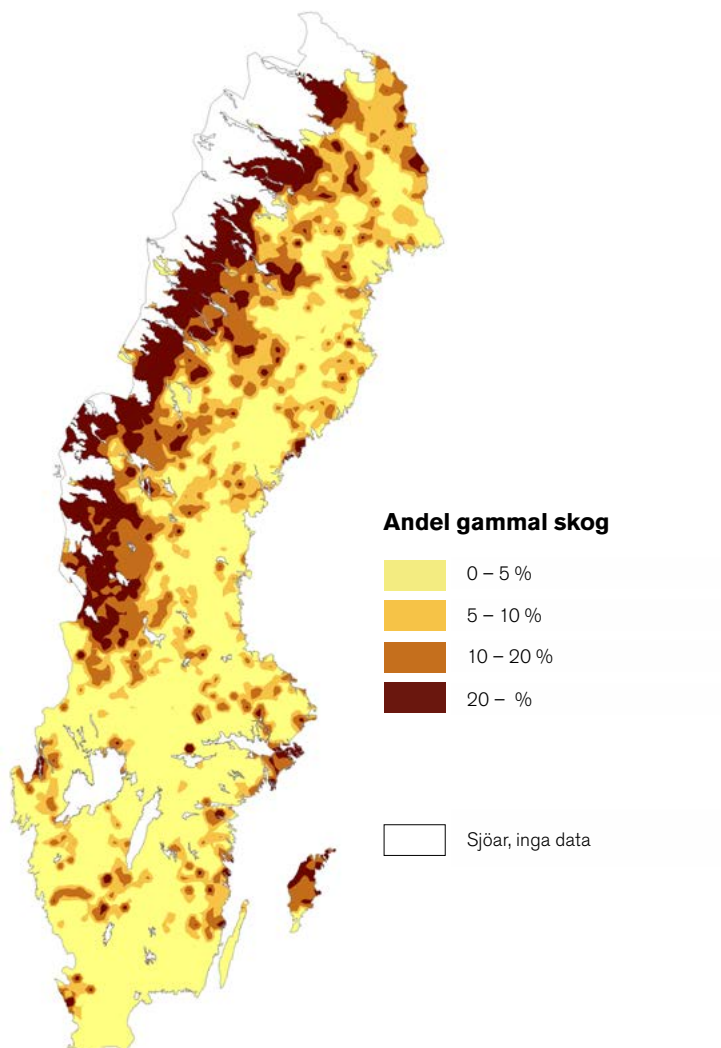 Andel gammal skog
0 – 5 %
5 – 10 %
10 – 20 %
20 – %
Sjöar, inga data